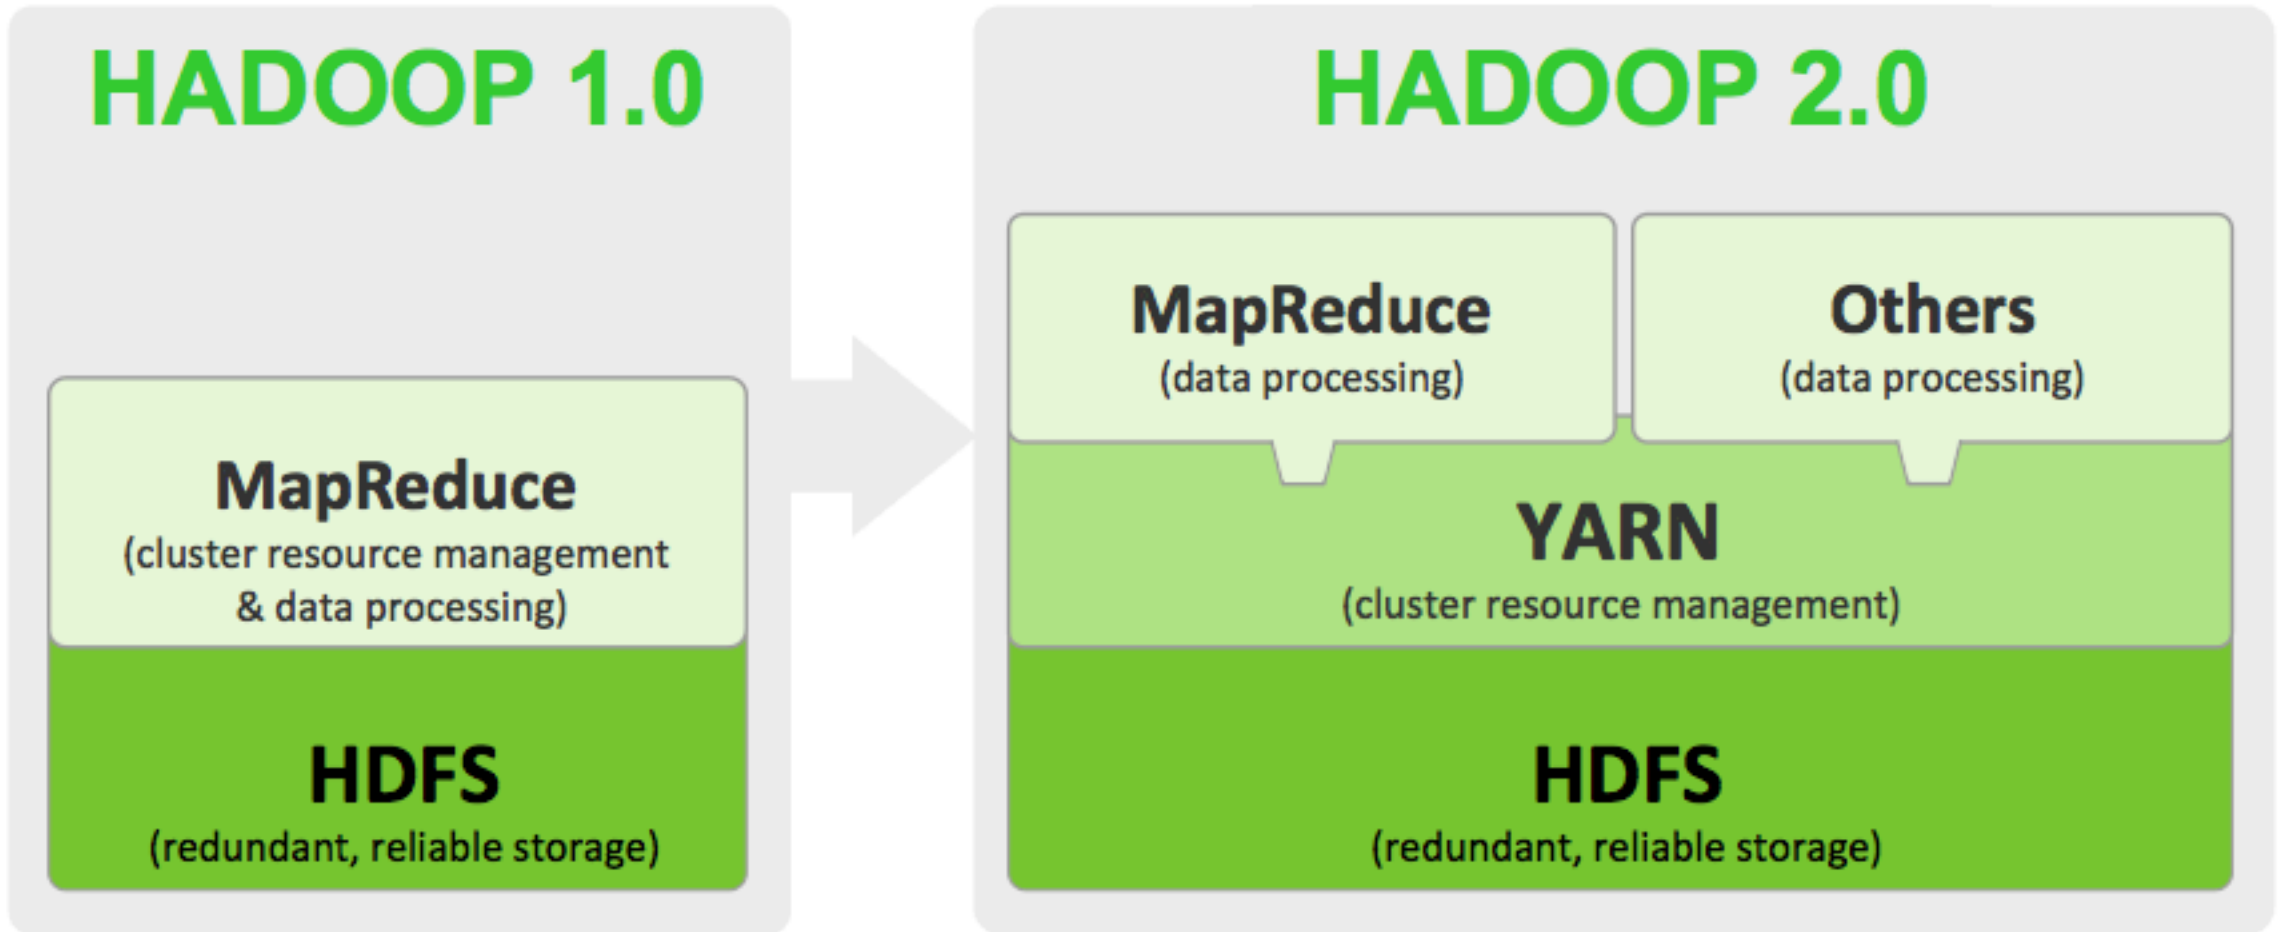 HADOOP 1.0
MapReduce
(cluster resource management
& data processing)
HDFS
(redundant, reliable storage)
HADOOP 2.0
MapReduce
(data processing)
Others
(data processing)
YARN
(cluster resource management)
HDFS
(redundant, reliable storage)